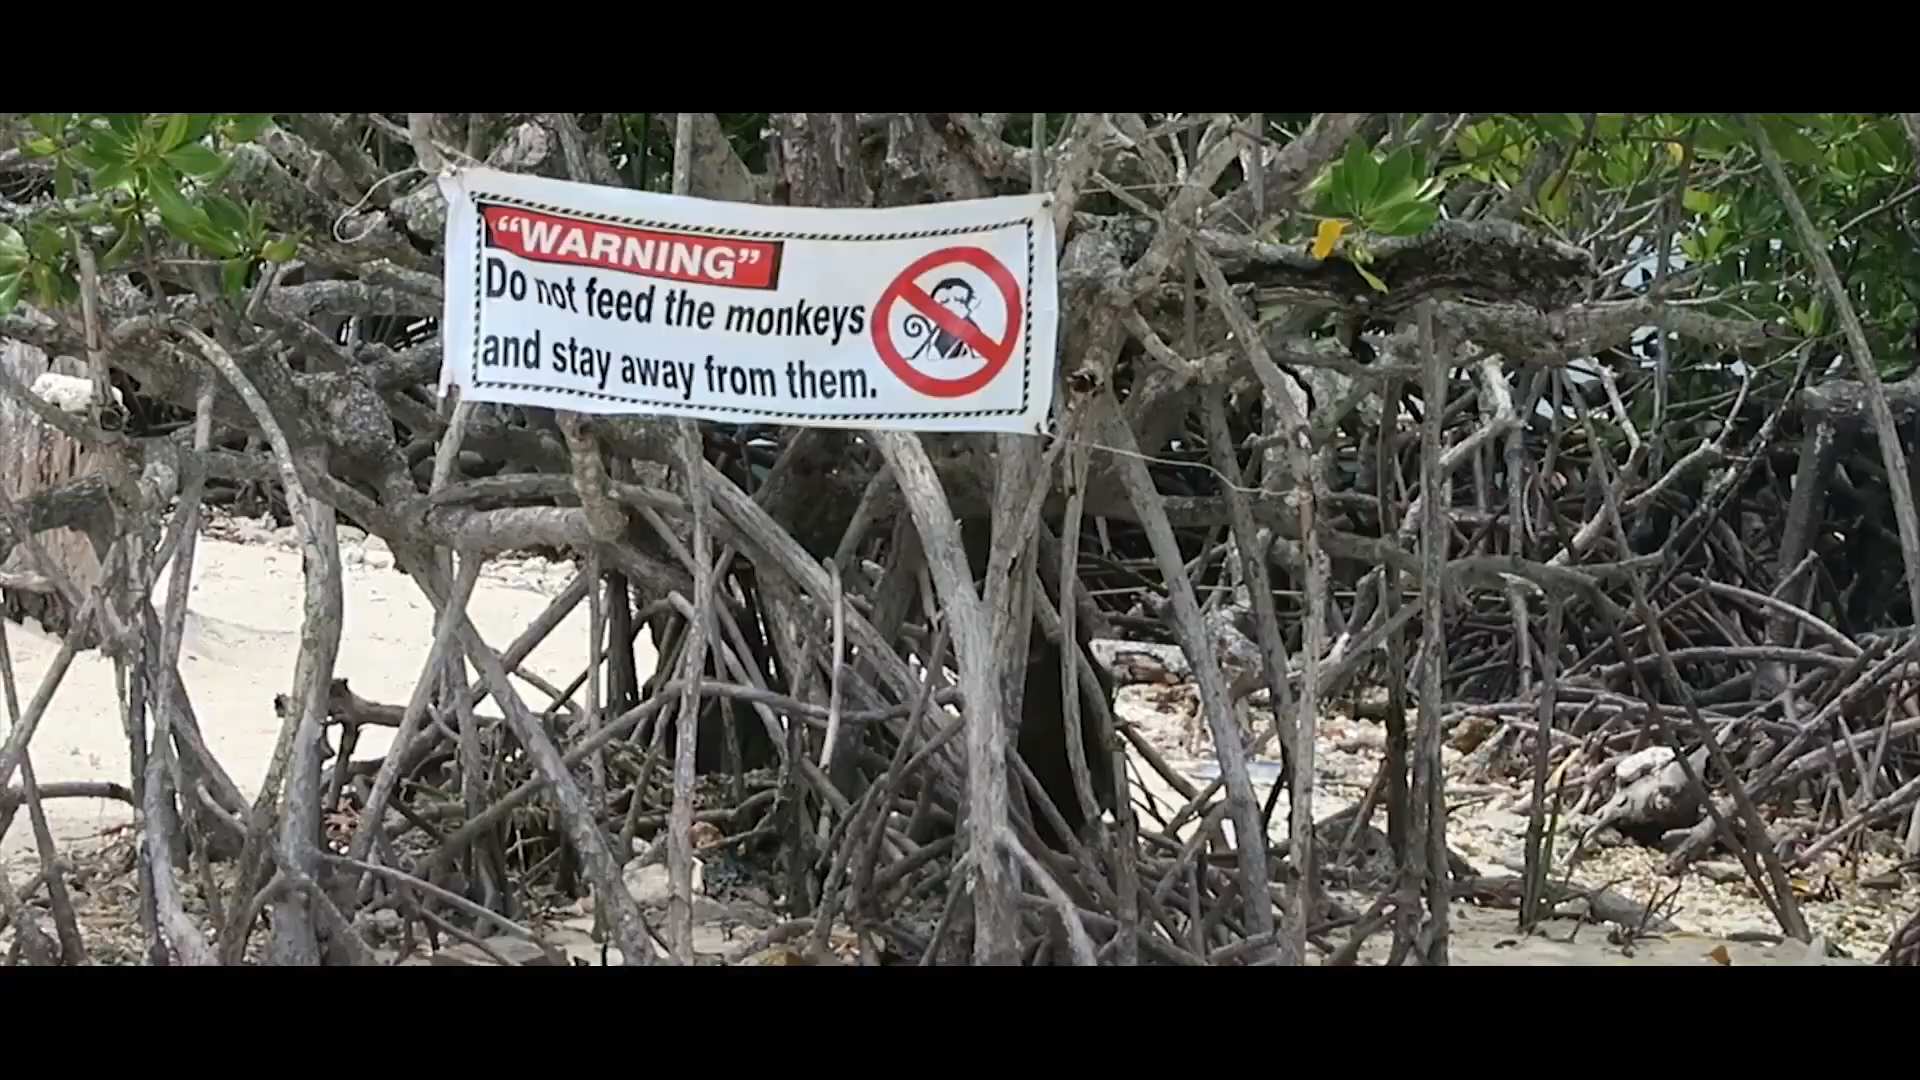 “WARNING”
Do not feed the monkeys
and stay away from them.